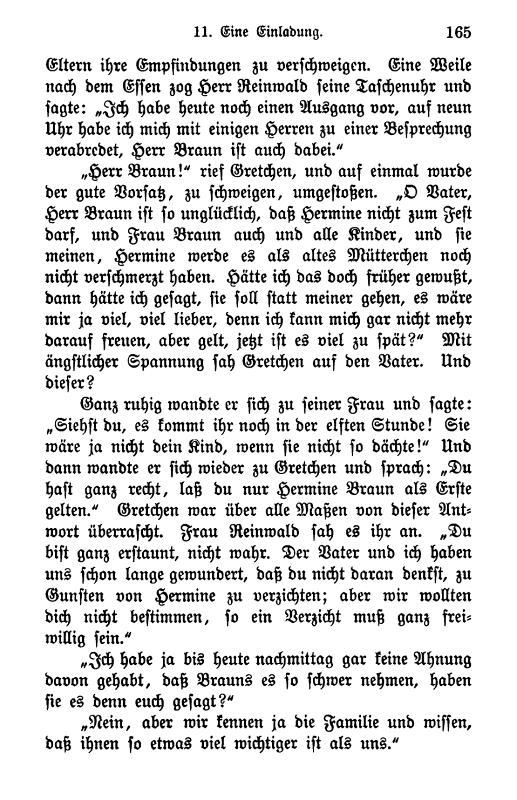 11. Eine Einladung. 165
Eltern ihre Empfindungen zu verschweigen. Eine Weile
nach dem Essen zog Herr Reinwald seine Taschenuhr und
sagte: „Ich habe heute noch einen Ausgang vor, auf neun
Uhr habe ich mich mit einigen Herren zu einer Besprechung
verabredet, Herr Braun ist auch dabei.“
„Herr Braun!“ rief Gretchen, und auf einmal wurde
der gute Vorsatz, zu schweigen, umgestoßen. „O Vater,
Herr Braun ist so unglücklich, daß Hermine nicht zum Fest
darf, und Frau Braun auch und alle Kinder, und sie
meinen, Hermine werde es als altes Mütterchen noch
nicht verschmerzt haben. Hätte ich das doch früher gewußt,
dann hätte ich gesagt, sie soll statt meiner gehen, es wäre
mir ja viel, viel lieber, denn ich kann mich gar nicht mehr
darauf freuen, aber gelt, jetzt ist es viel zu spät?“ Mit
ängstlicher Spannung sah Gretchen auf den Vater. Und
dieser?
Ganz ruhig wandte er sich zu seiner Frau und sagte:
„Siehst du, es kommt ihr noch in der elften Stunde! Sie
wäre ja nicht dein Kind, wenn sie nicht so dächte!“ Und
dann wandte er sich wieder zu Gretchen und sprach: „Du
hast ganz recht, laß du nur Hermine Braun als Erste
gelten.“ Gretchen war über alle Maßen von dieser Ant=
wort überrascht. Frau Reinwald sah es ihr an. „Du
bist ganz erstaunt, nicht wahr. Der Vater und ich haben
uns schon lange gewundert, daß du nicht daran denkst, zu
Gunsten von Hermine zu verzichten; aber wir wollten
dich nicht bestimmen, so ein Verzicht muß ganz frei=
willig sein.“
„Ich habe ja bis heute nachmittag gar keine Ahnung
davon gehabt, daß Brauns es so schwer nehmen, haben
sie es denn euch gesagt?“
„Nein, aber wir kennen ja die Familie und wissen,
daß ihnen so etwas viel wichtiger ist als uns.“